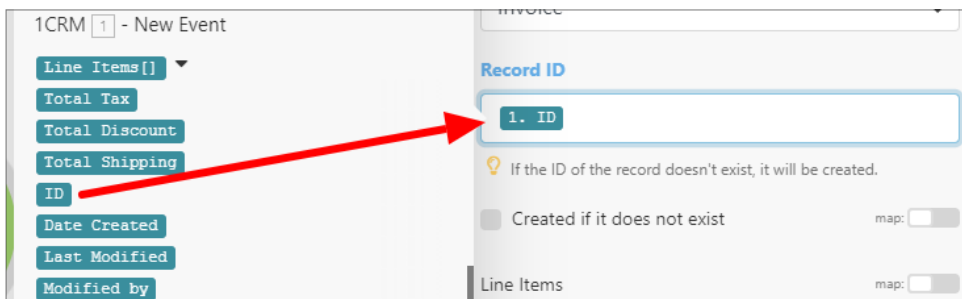 1CRM 1 - New Event
Line Items[]
Total Tax
Total Discount
Total Shipping
ID
Date Created
Last Modified
Modified by
Invoice
Record ID
1. ID
If the ID of the record doesn't exist, it will be created.
Created if it does not exist map:
Line Items map: